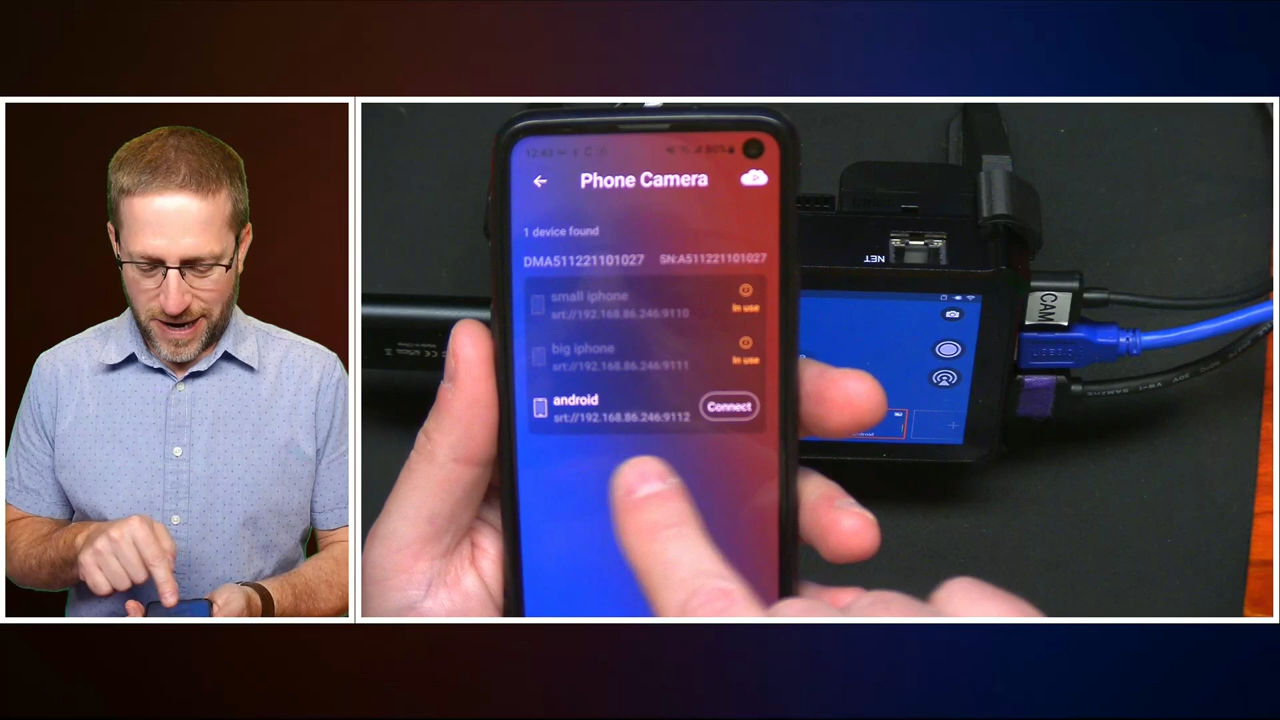 12:43
Phone Camera
1 device found
DMA511221101027 SN:A511221101027
small iphone
srt://192.168.86.246:9110
In use
big iphone
srt://192.168.86.246:9111
In use
android
srt://192.168.86.246:9112
Connect
NET
CAM